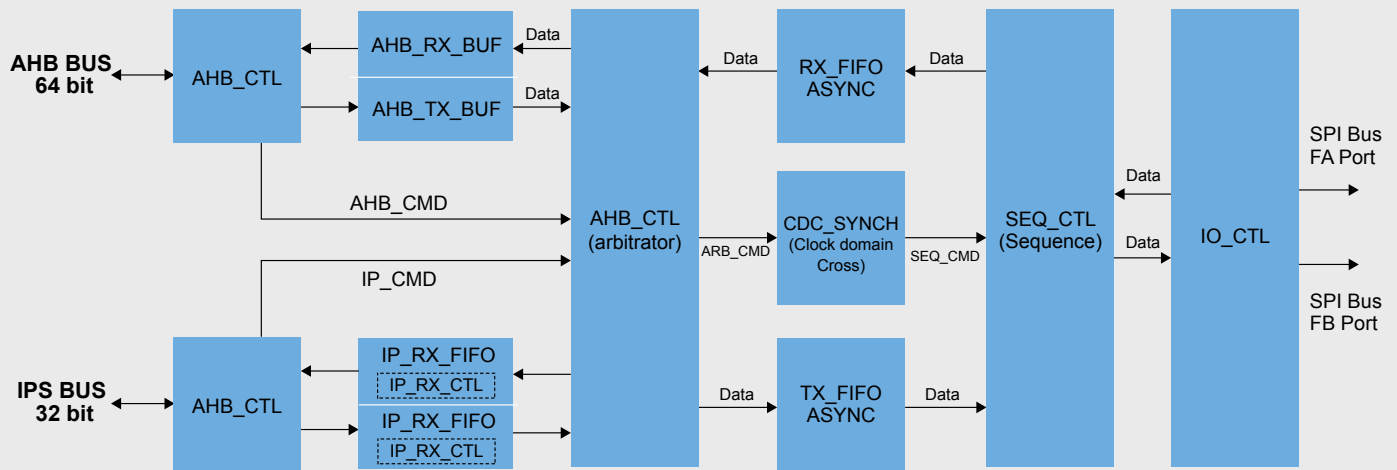 AHB BUS
64 bit
AHB_CTL
AHB_RX_BUF
AHB_TX_BUF
Data
Data
AHB_CMD
IP_CMD
IPS BUS
32 bit
AHB_CTL
IP_RX_FIFO
IP_RX_CTL
IP_RX_FIFO
IP_RX_CTL
AHB_CTL
(arbitrator)
Data
ARB_CMD
Data
RX_FIFO
ASYNC
CDC_SYNCH
(Clock domain
Cross)
TX_FIFO
ASYNC
Data
SEQ_CMD
Data
SEQ_CTL
(Sequence)
Data
Data
IO_CTL
SPI Bus
FA Port
SPI Bus
FB Port